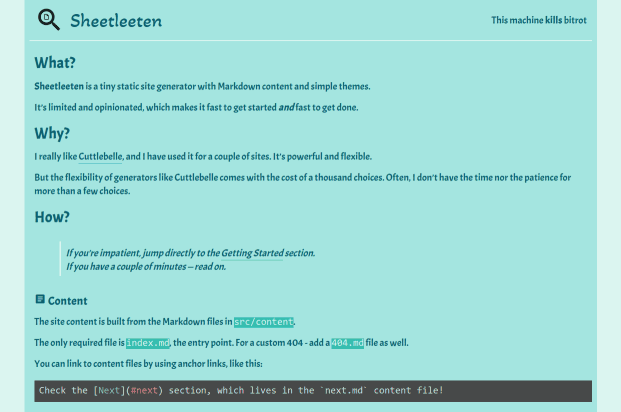 Sheetleeten
This machine kills bitrot
What?
Sheetleeten is a tiny static site generator with Markdown content and simple themes.
It's limited and opinionated, which makes it fast to get started and fast to get done.
Why?
I really like Cuttlebelle, and I have used it for a couple of sites. It's powerful and flexible.
But the flexibility of generators like Cuttlebelle comes with the cost of a thousand choices. Often, I don't have the time nor the patience for
more than a few choices.
How?
If you're impatient, jump directly to the Getting Started section.
If you have a couple of minutes – read on.
Content
The site content is built from the Markdown files in src/content.
The only required file is index.md, the entry point. For a custom 404 - add a 404.md file as well.
You can link to content files by using anchor links, like this:
Check the [Next](#next) section, which lives in the `next.md` content file!